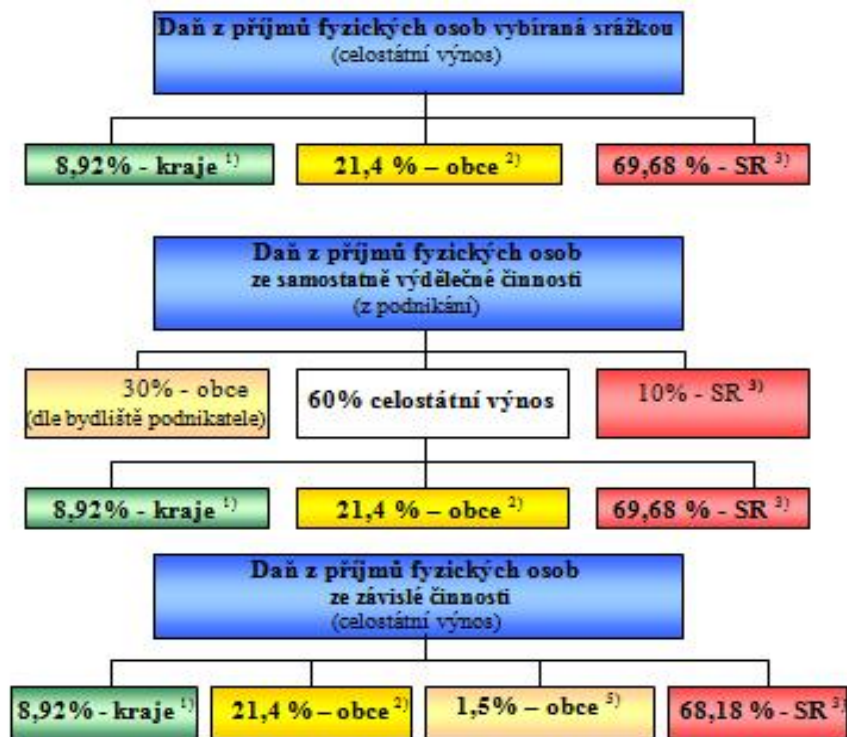 Daň z příjmů fyzických osob vybíraná srážkou
(celostátní výnos)
8,92% - kraje ¹⁾
21,4 % – obce ²⁾
69,68 % - SR ³⁾
Daň z příjmů fyzických osob
ze samostatně výdělečné činnosti
(z podnikání)
30% - obce
(dle bydliště podnikatele)
60% celostátní výnos
10% - SR ³⁾
8,92% - kraje ¹⁾
21,4 % – obce ²⁾
69,68 % - SR ³⁾
Daň z příjmů fyzických osob
ze závislé činnosti
(celostátní výnos)
8,92% - kraje ¹⁾
21,4 % – obce ²⁾
1,5% – obce ⁵⁾
68,18 % - SR ³⁾